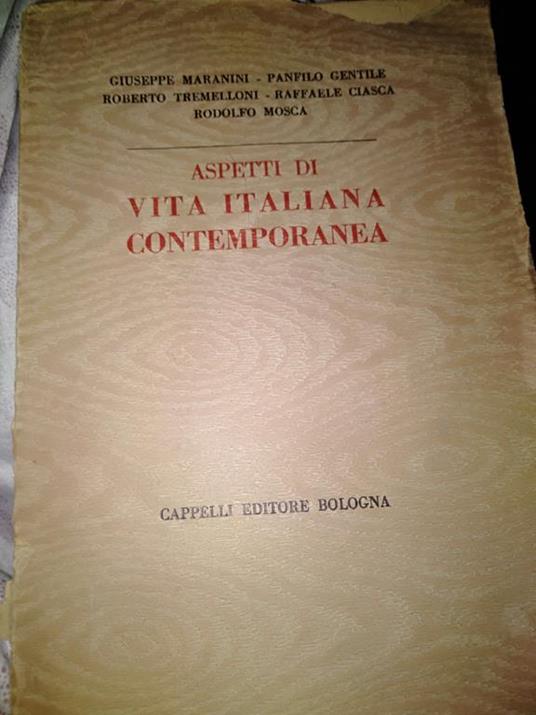 GIUSEPPE MARANINI - PANFILO GENTILE
ROBERTO TREMELLONI - RAFFAELE CIASCA
RODOLFO MOSCA
ASPETTI DI
VITA ITALIANA
CONTEMPORANEA
CAPPELLI EDITORE BOLOGNA